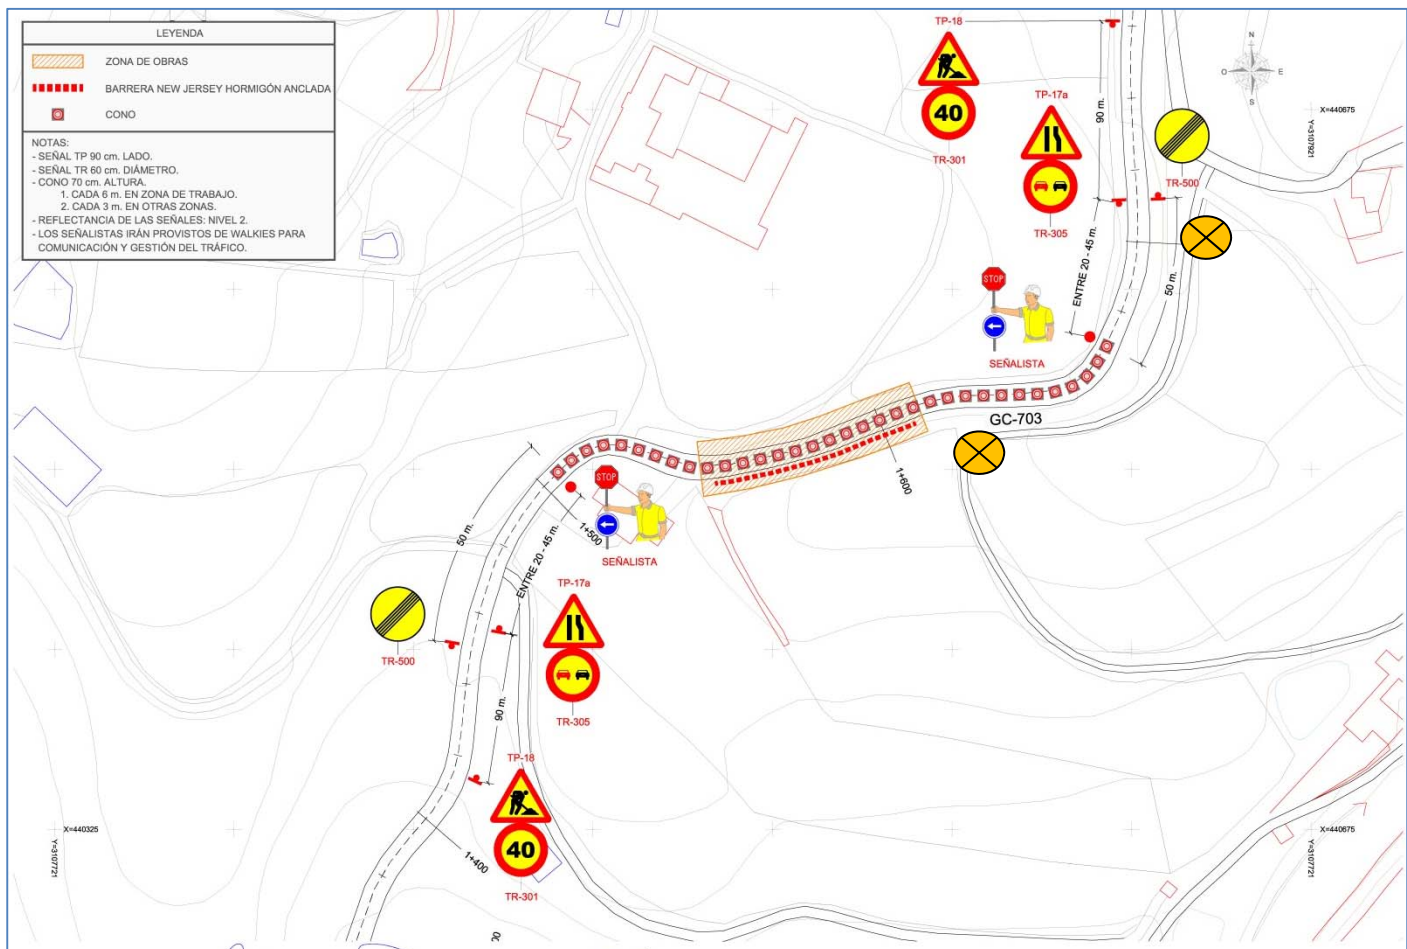 LEYENDA
ZONA DE OBRAS
BARRERA NEW JERSEY HORMIGÓN ANCLADA
CONO
NOTAS:
- SEÑAL TP 90 cm. LADO.
- SEÑAL TR 60 cm. DIÁMETRO.
- CONO 70 cm. ALTURA.
1. CADA 6 m. EN ZONA DE TRABAJO.
2. CADA 3 m. EN OTRAS ZONAS.
- REFLECTANCIA DE LAS SEÑALES: NIVEL 2.
- LOS SEÑALISTAS IRÁN PROVISTOS DE WALKIES PARA
COMUNICACIÓN Y GESTIÓN DEL TRÁFICO.
TP-18
40
TR-301
TP-17a
TR-305
90 m.
N
O
E
S
X=440675
Y=3107921
TR-500
ENTRE 20 - 45 m.
50 m.
STOP
SEÑALISTA
GC-703
1+600
STOP
SEÑALISTA
1+500
50 m.
ENTRE 20 - 45 m.
TP-17a
TR-305
TR-500
90 m.
TP-18
40
TR-301
1+400
X=440325
Y=3107721
X=440675
Y=3107721
00